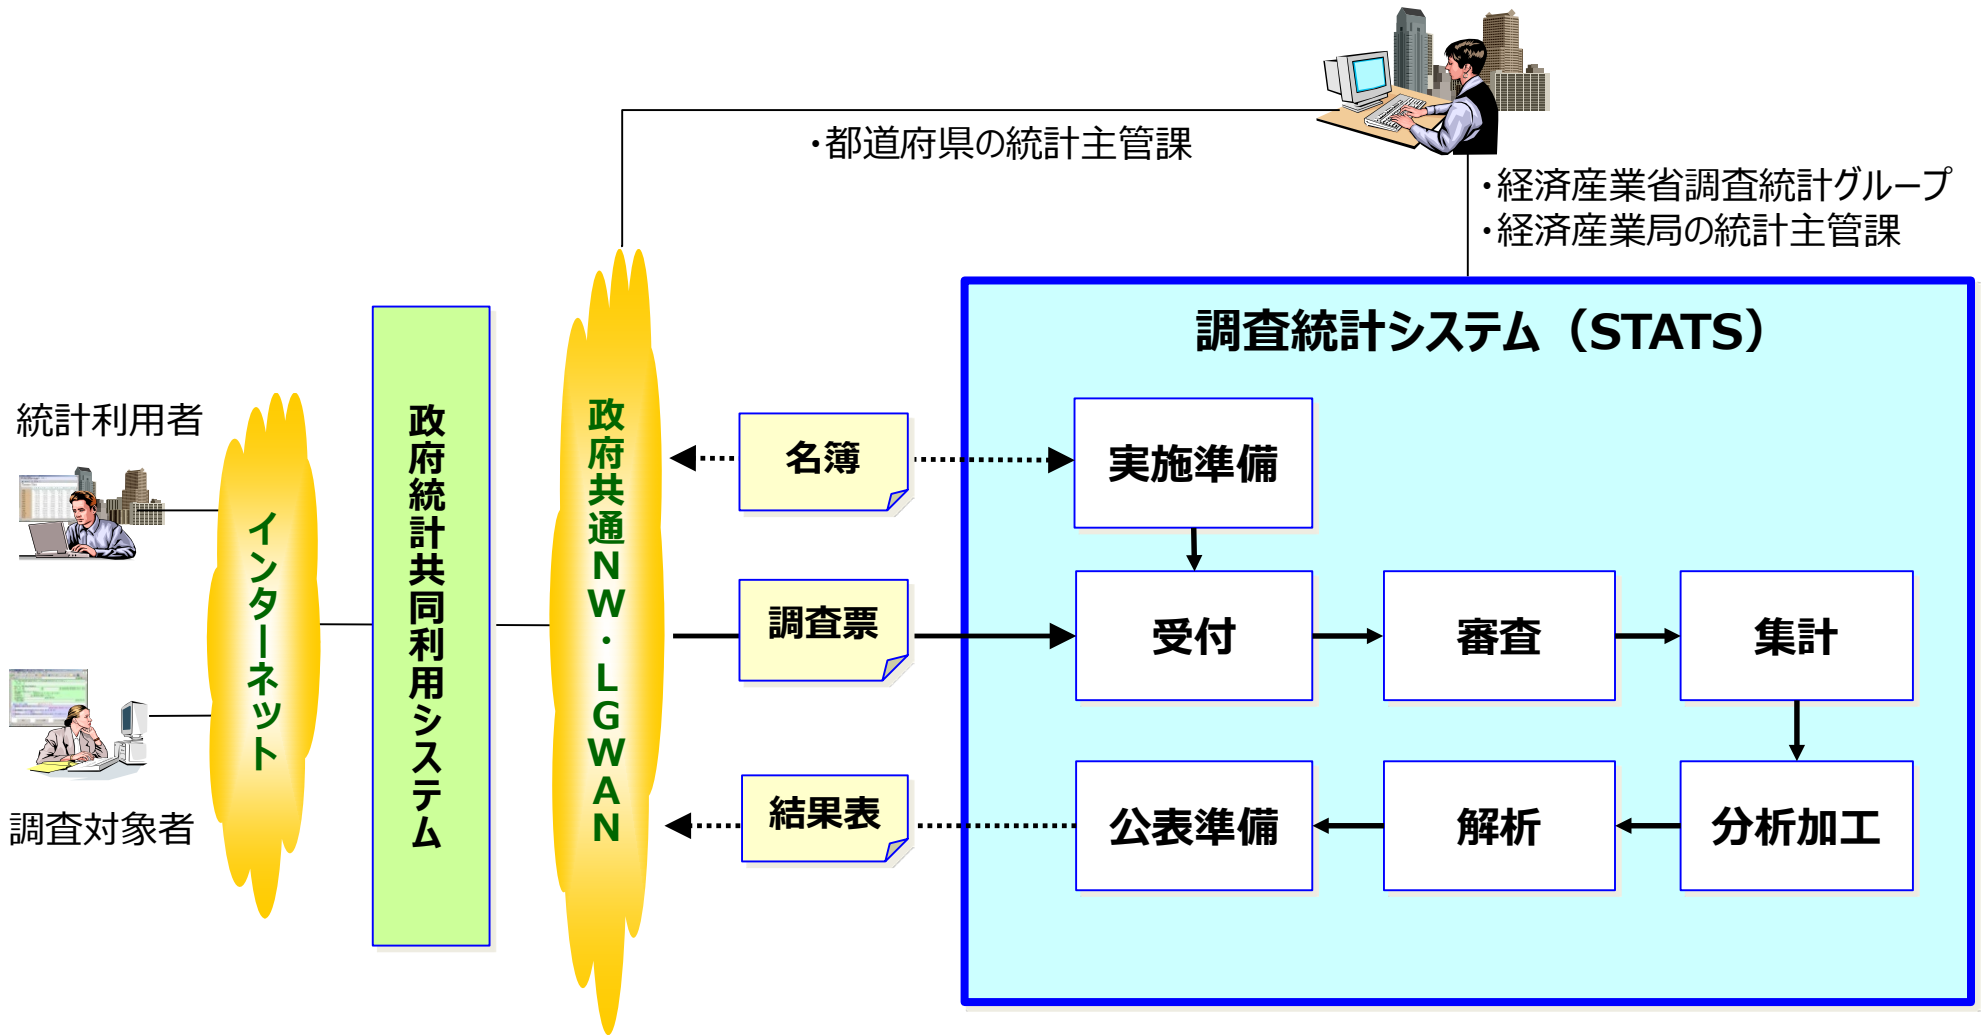 ・都道府県の統計主管課
・経済産業省調査統計グループ
・経済産業局の統計主管課
統計利用者
調査対象者
インターネット
政府統計共同利用システム
政府共通NW・LGWAN
名簿
調査票
結果表
調査統計システム（STATS）
実施準備
受付
審査
集計
公表準備
解析
分析加工